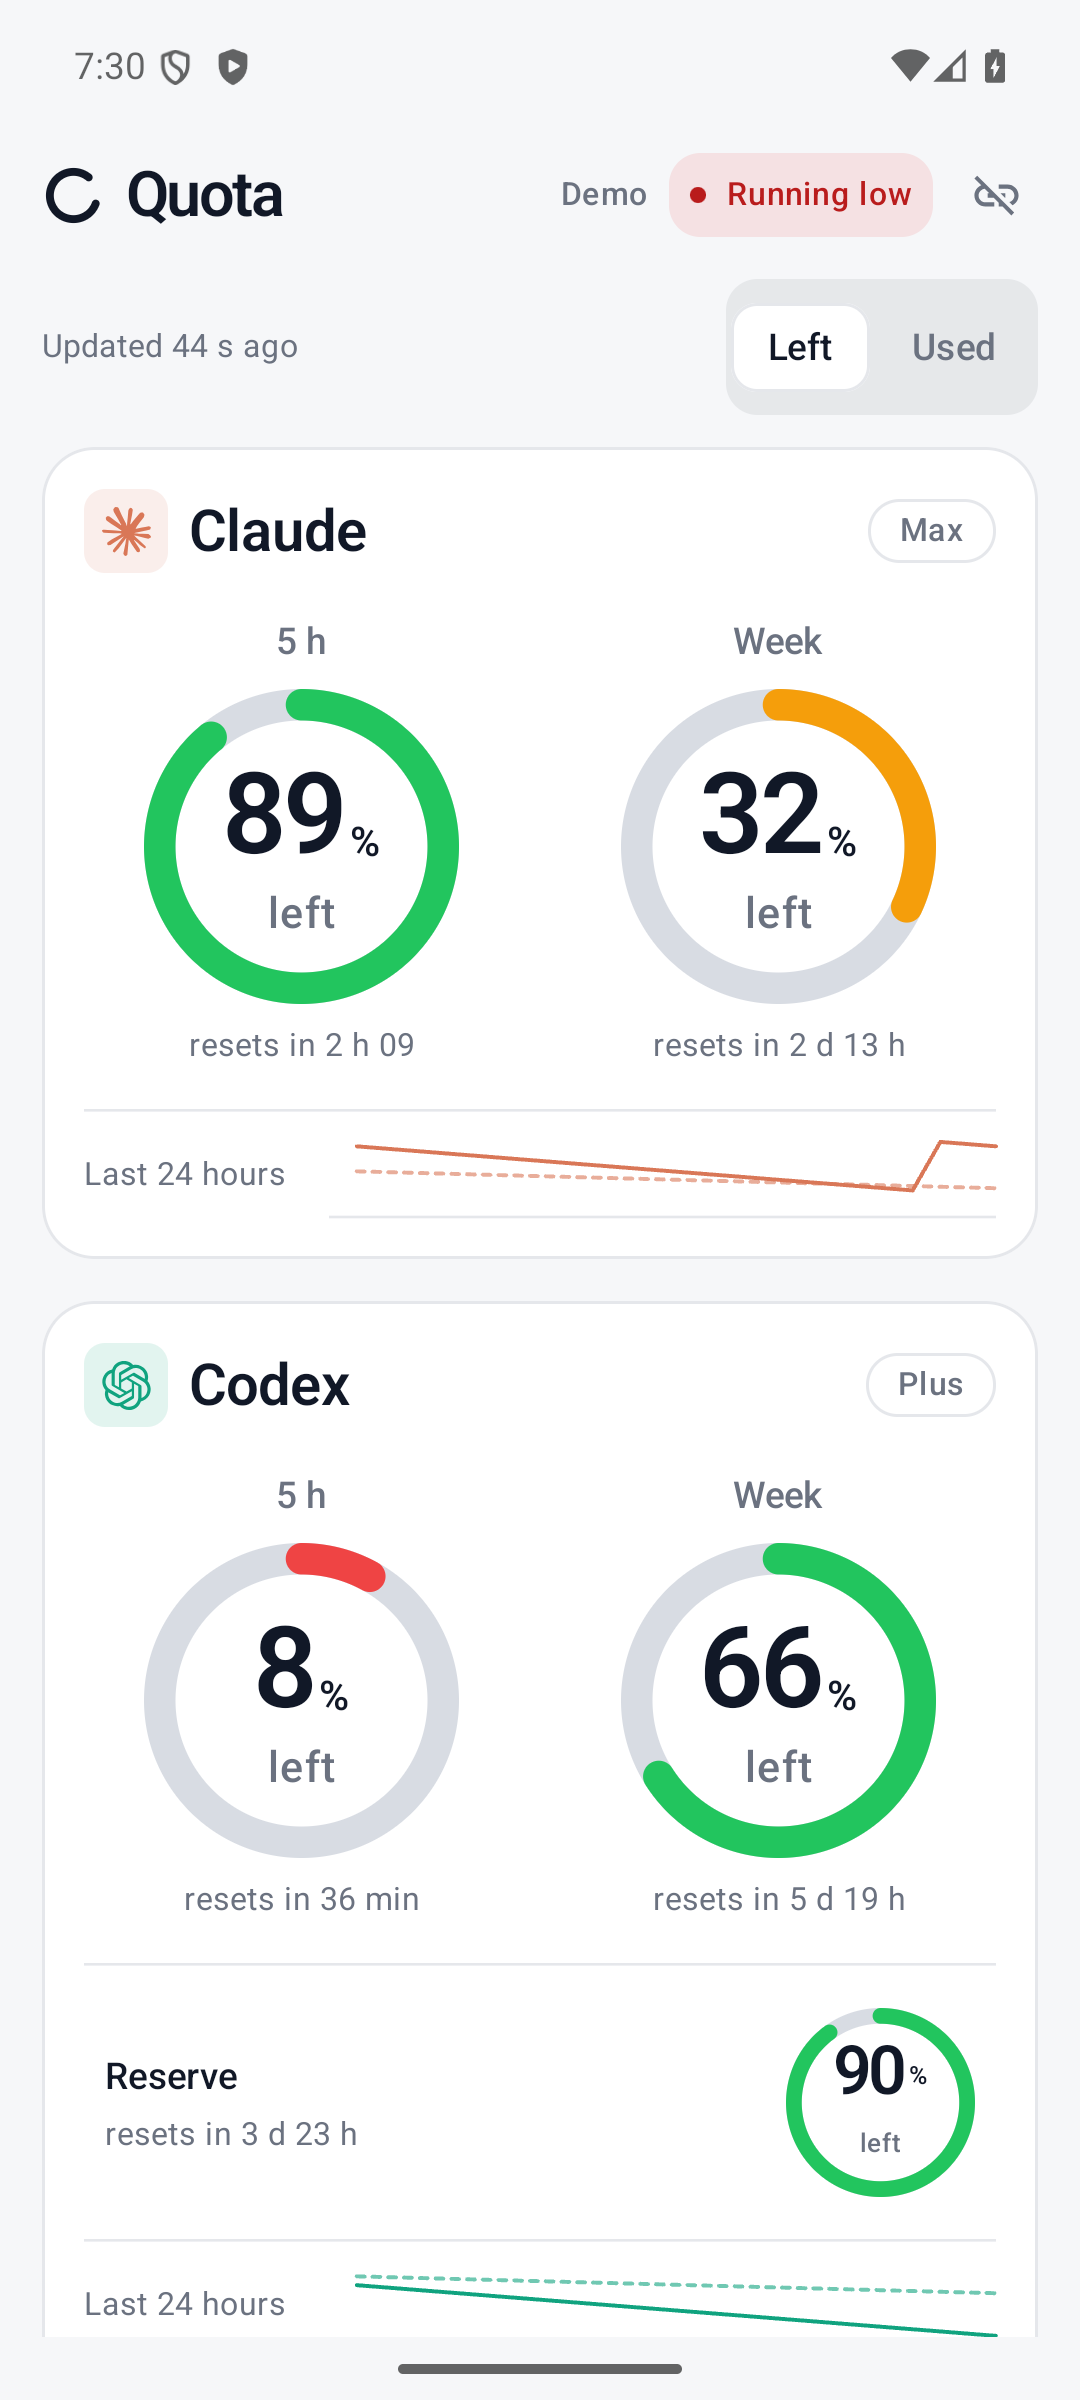 7:30
Quota
Demo
Running low
Updated 44 s ago
Left
Used
Claude
Max
5 h
Week
89%
left
32%
left
resets in 2 h 09
resets in 2 d 13 h
Last 24 hours
Codex
Plus
5 h
Week
8%
left
66%
left
resets in 36 min
resets in 5 d 19 h
Reserve
resets in 3 d 23 h
90%
left
Last 24 hours